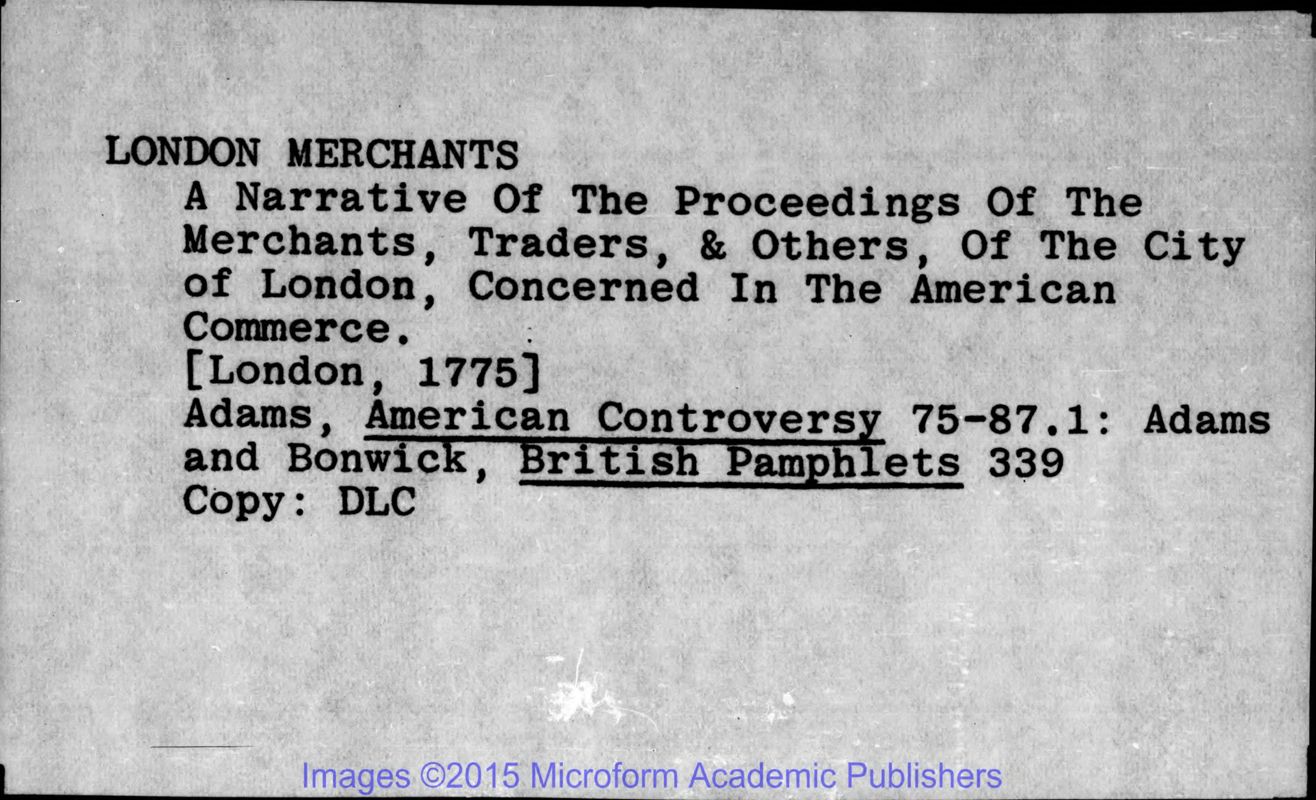 LONDON MERCHANTS
A Narrative Of The Proceedings Of The
Merchants, Traders, & Others, Of The City
of London, Concerned In The American
Commerce.
[London, 1775]
Adams, American Controversy 75-87.1: Adams
and Bonwick, British Pamphlets 339
Copy: DLC
Images ©2015 Microform Academic Publishers